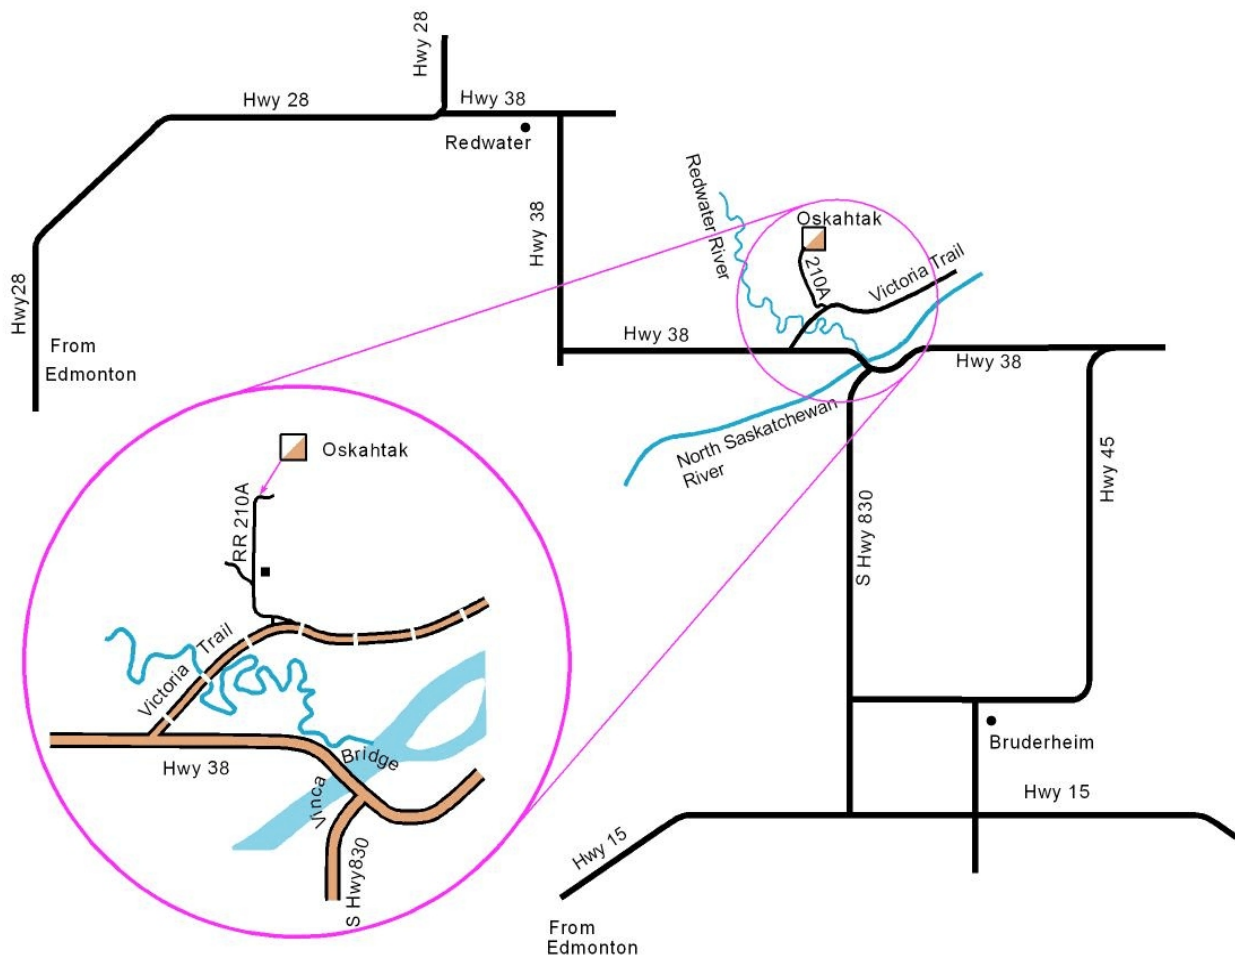 Hwy 28
Hwy 28
Hwy 38
Redwater
Hwy 38
Redwater River
Oskahtak
210A
Victoria Trail
Hwy28
From
Edmonton
Hwy 38
Hwy 38
North Saskatchewan
River
Hwy 45
S Hwy 830
Oskahtak
RR 210A
Victoria Trail
Hwy 38
Vinca Bridge
S Hwy830
Bruderheim
Hwy 15
Hwy 15
From
Edmonton